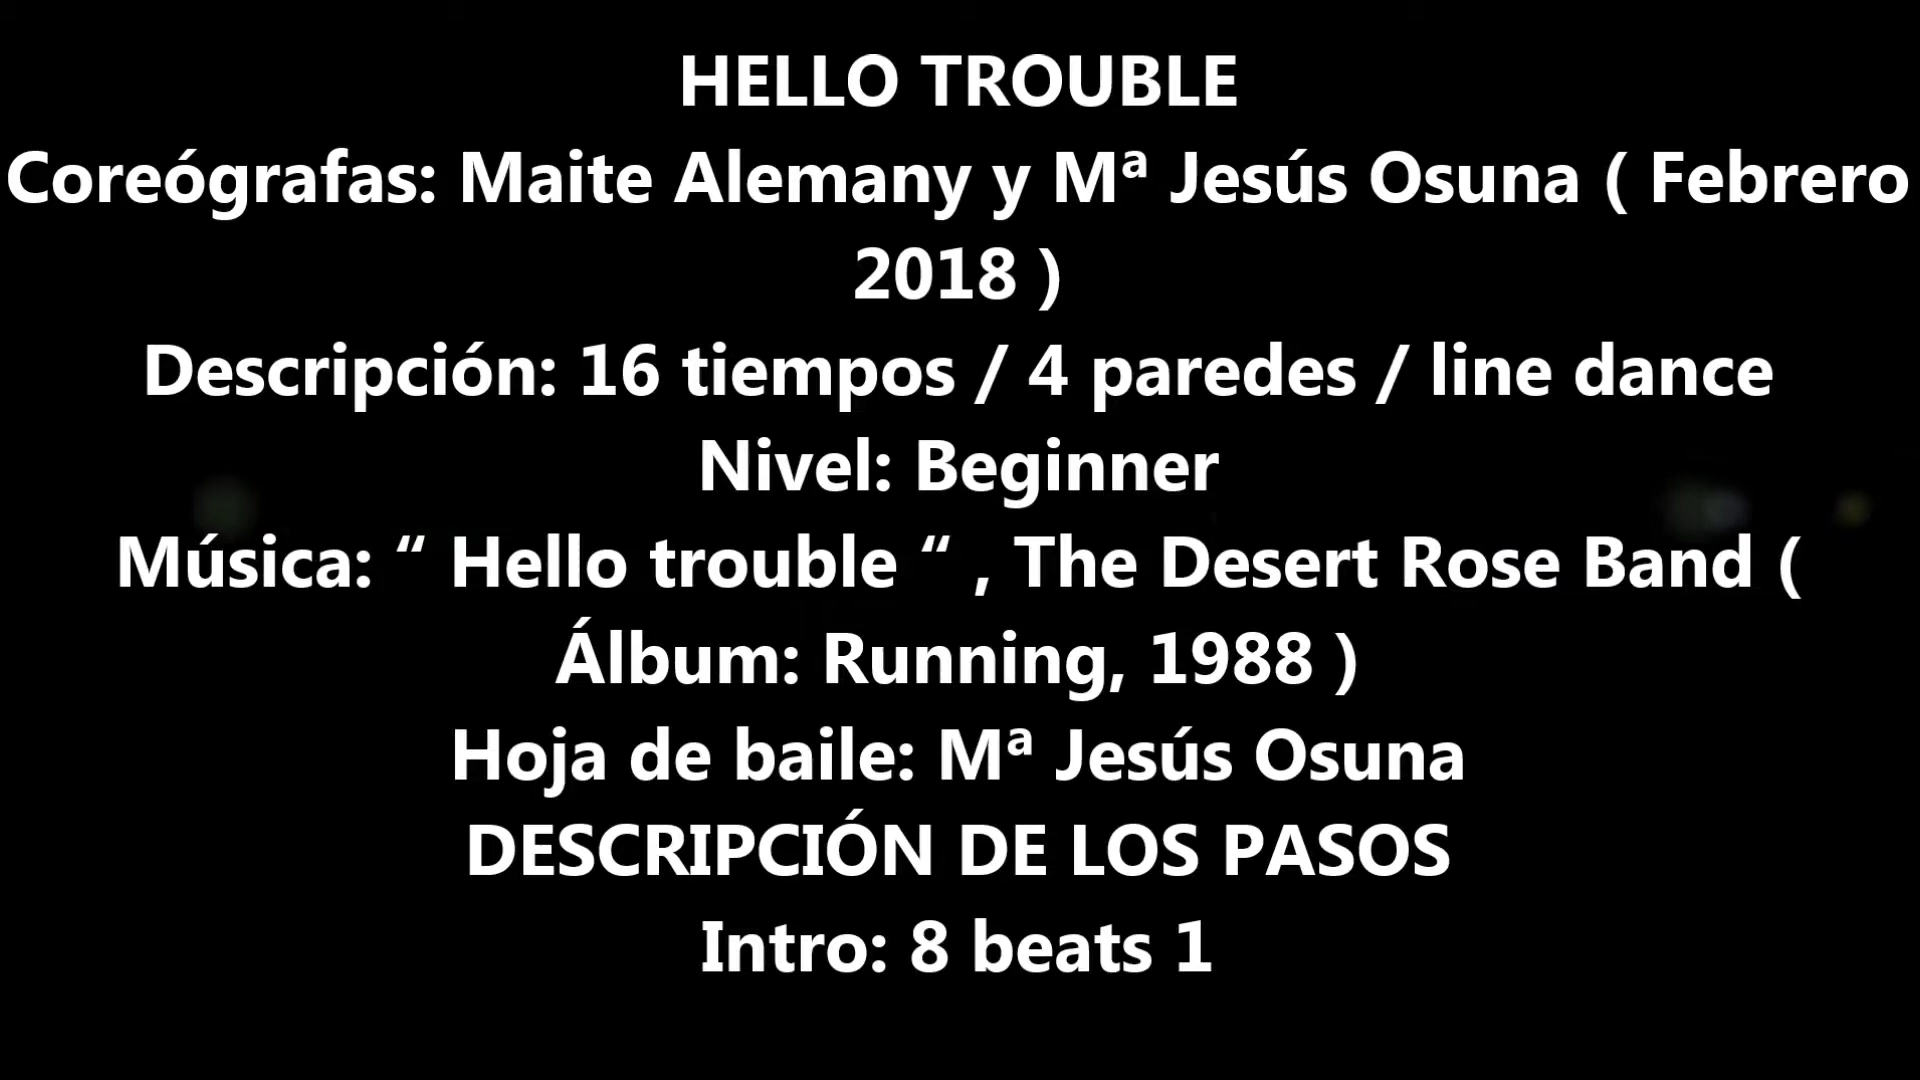 HELLO TROUBLE
Coreógrafas: Maite Alemany y Mª Jesús Osuna ( Febrero
2018 )
Descripción: 16 tiempos / 4 paredes / line dance
Nivel: Beginner
Música: “ Hello trouble “ , The Desert Rose Band (
Álbum: Running, 1988 )
Hoja de baile: Mª Jesús Osuna
DESCRIPCIÓN DE LOS PASOS
Intro: 8 beats 1